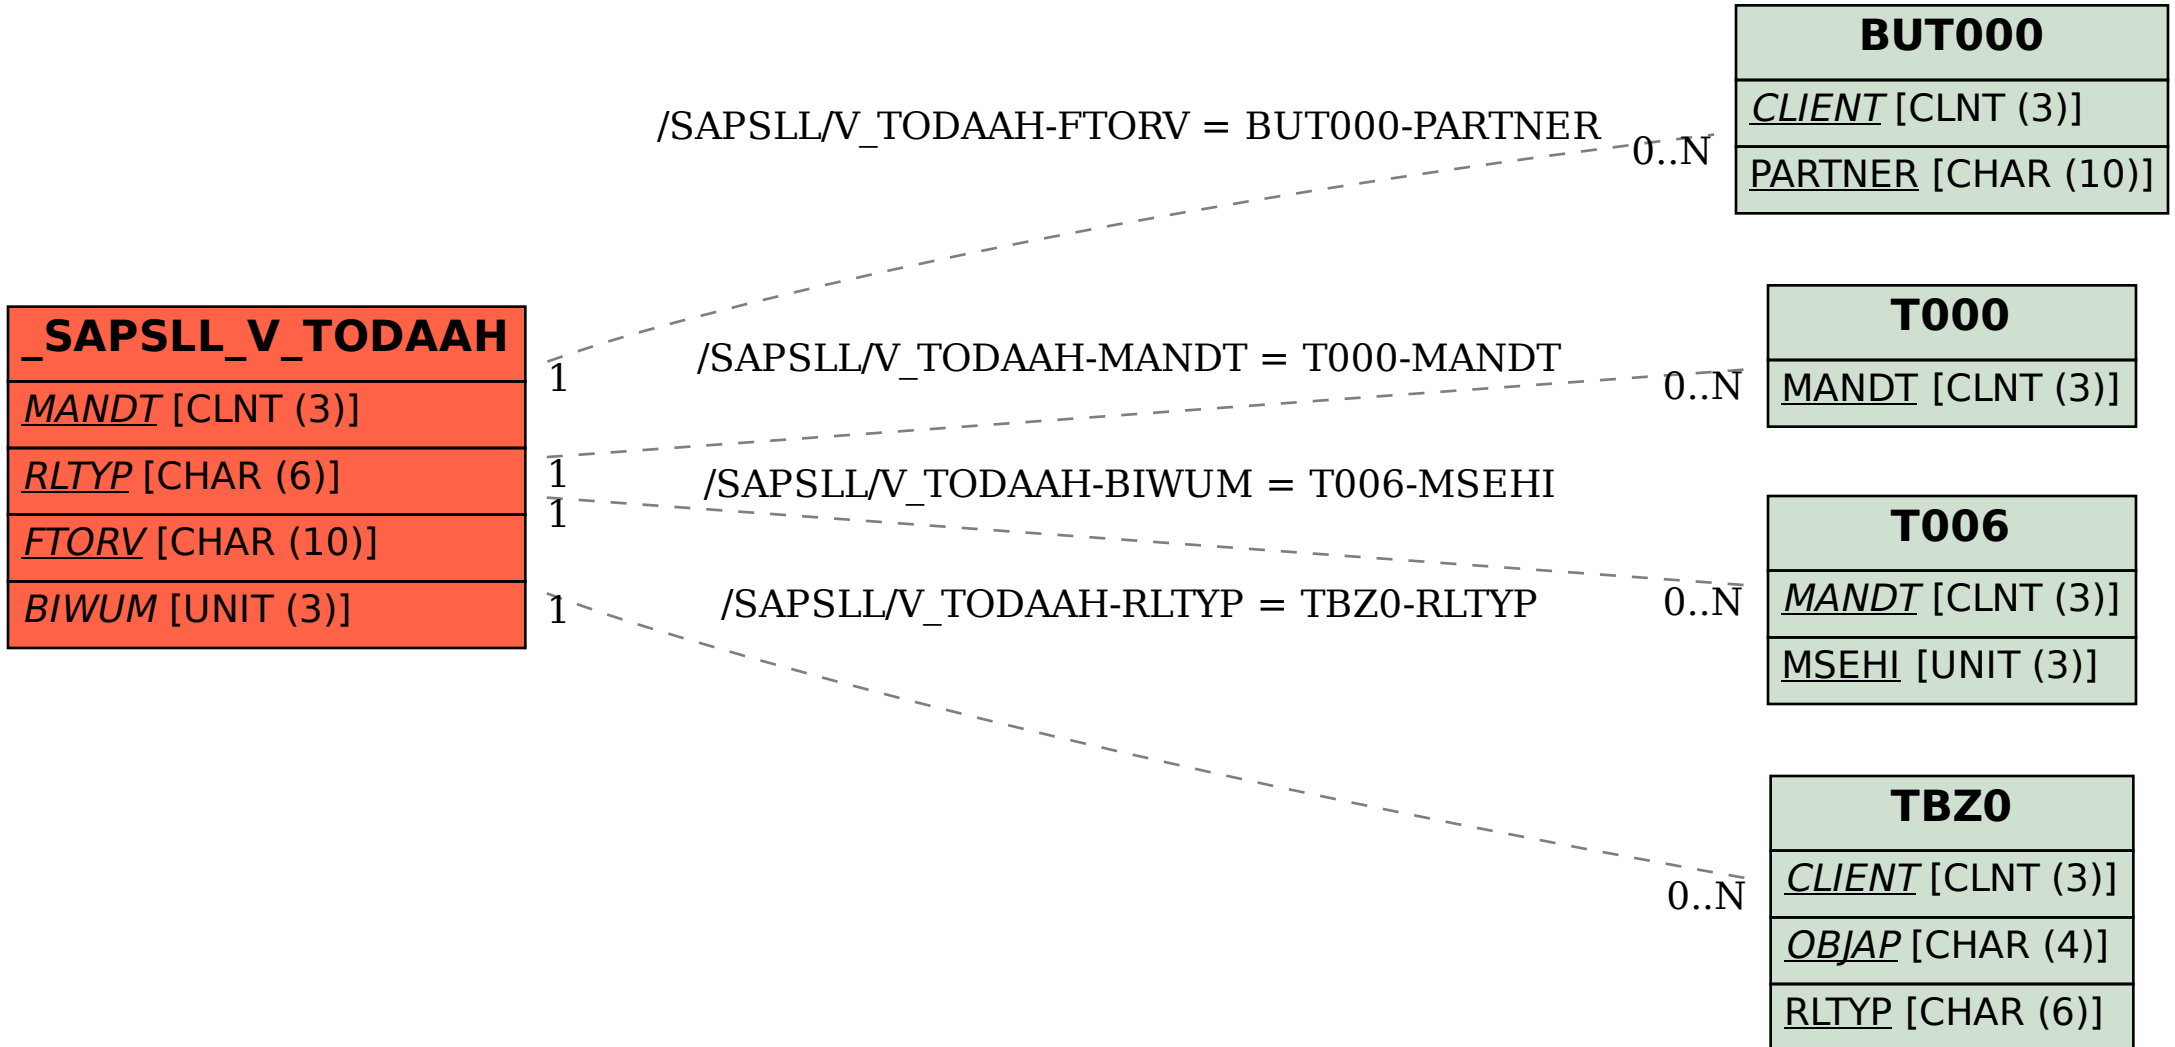 BUT000
CLIENT [CLNT (3)]
PARTNER [CHAR (10)]
/SAPSLL/V_TODAAH-FTORV = BUT000-PARTNER
0..N
_SAPSLL_V_TODAAH
MANDT [CLNT (3)]
RLTYP [CHAR (6)]
FTORV [CHAR (10)]
BIWUM [UNIT (3)]
1
/SAPSLL/V_TODAAH-MANDT = T000-MANDT
0..N
T000
MANDT [CLNT (3)]
1
/SAPSLL/V_TODAAH-BIWUM = T006-MSEHI
1
0..N
T006
MANDT [CLNT (3)]
MSEHI [UNIT (3)]
1
/SAPSLL/V_TODAAH-RLTYP = TBZ0-RLTYP
0..N
TBZ0
CLIENT [CLNT (3)]
OBJAP [CHAR (4)]
RLTYP [CHAR (6)]